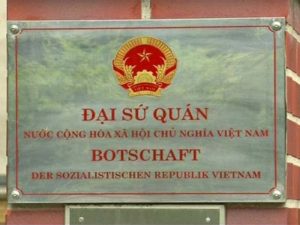 ĐẠI SỨ QUÁN
NƯỚC CỘNG HÒA XÃ HỘI CHỦ NGHĨA VIỆT NAM
BOTSCHAFT
DER SOZIALISTISCHEN REPUBLIK VIETNAM